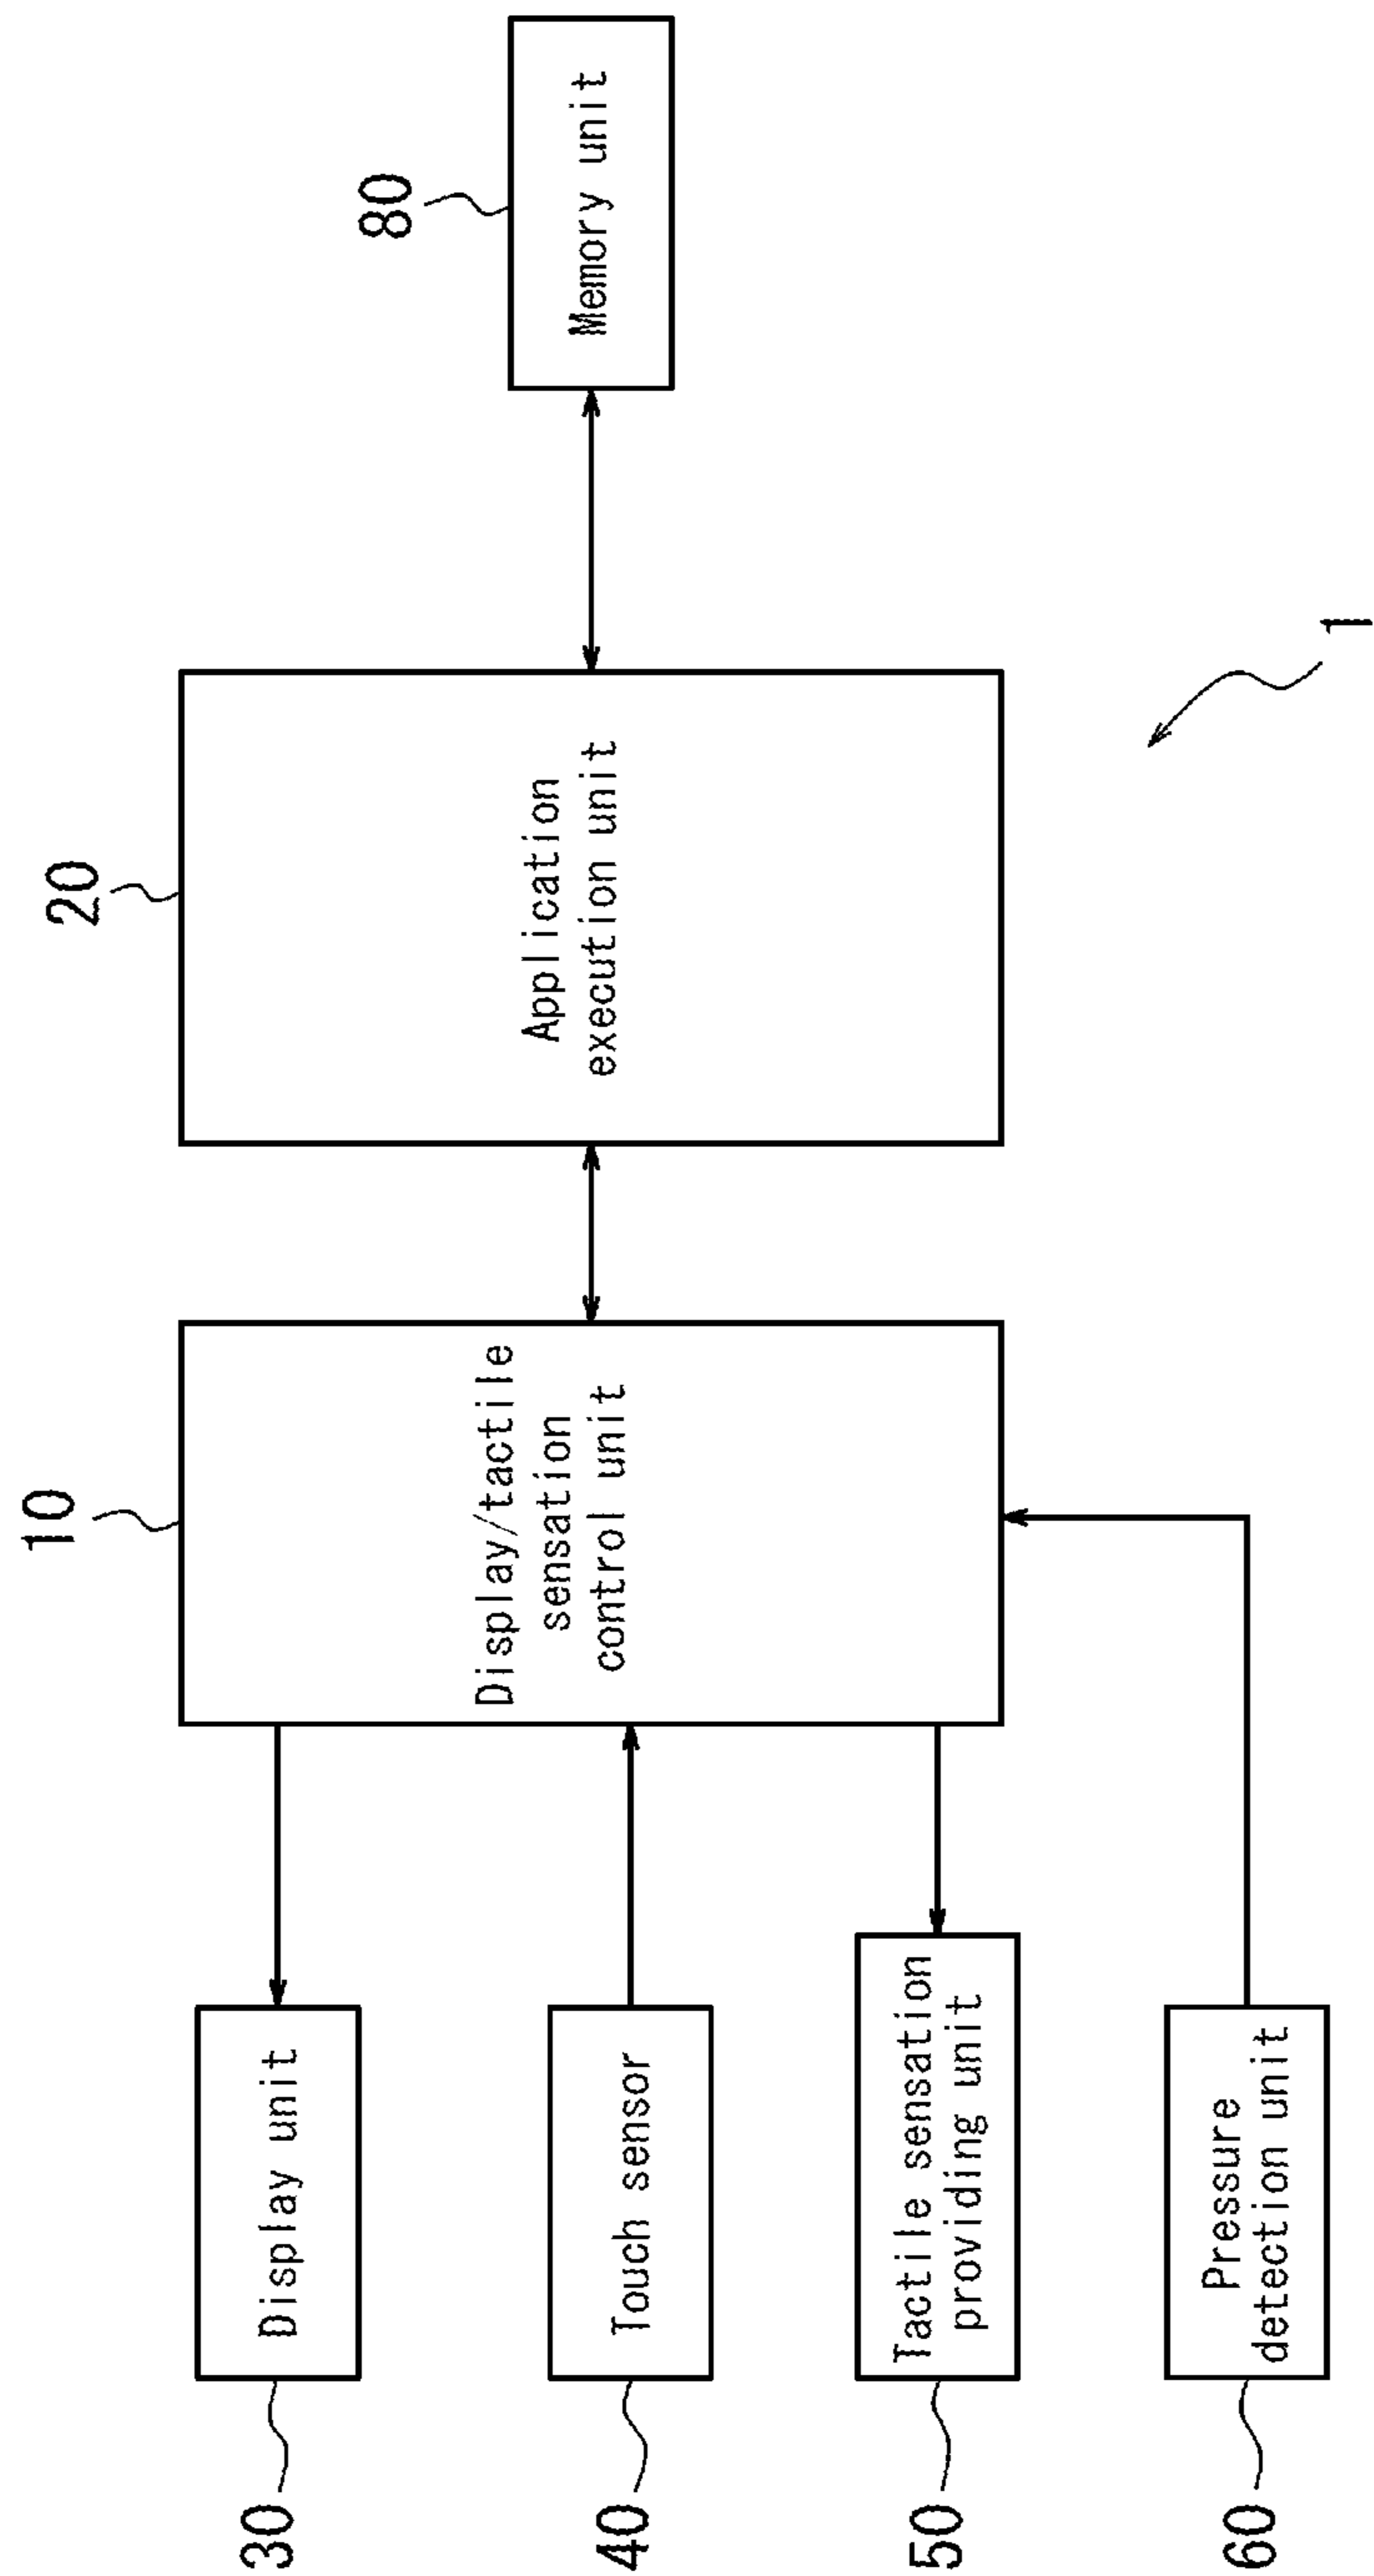 10
20
80
30
Display unit
40
Touch sensor
50
Tactile sensation
providing unit
60
Pressure
detection unit
Display/tactile
sensation
control unit
Application
execution unit
Memory unit
1